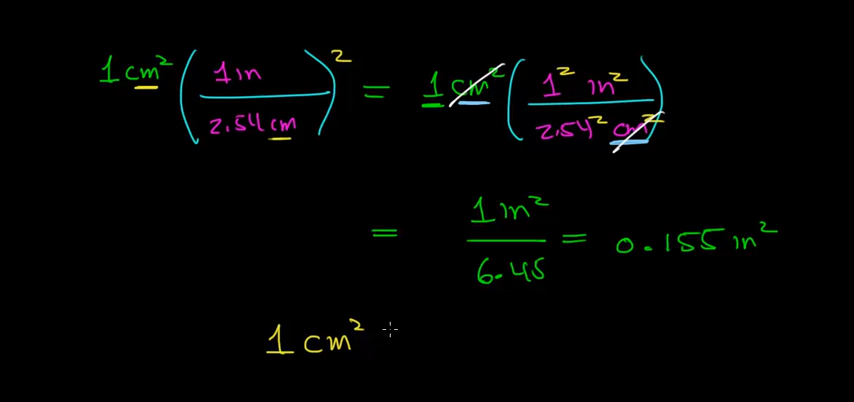 1 cm² (1 in / 2.54 cm)² = 1 cm² (1² in² / 2.54² cm²)
= 1 in² / 6.45 = 0.155 in²
1 cm²